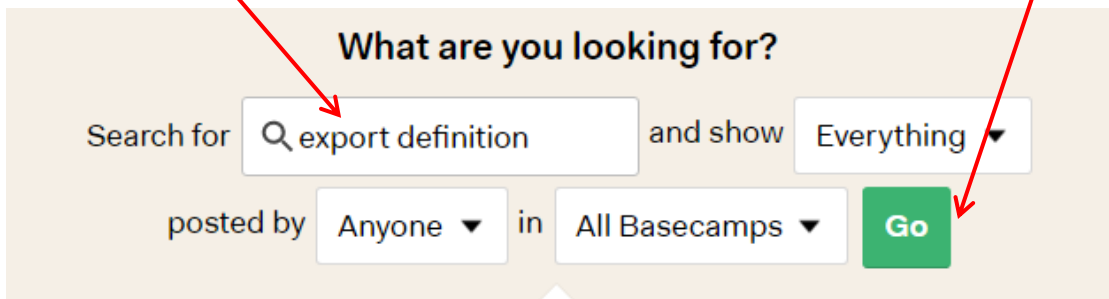 What are you looking for?
Search for export definition and show Everything
posted by Anyone in All Basecamps Go